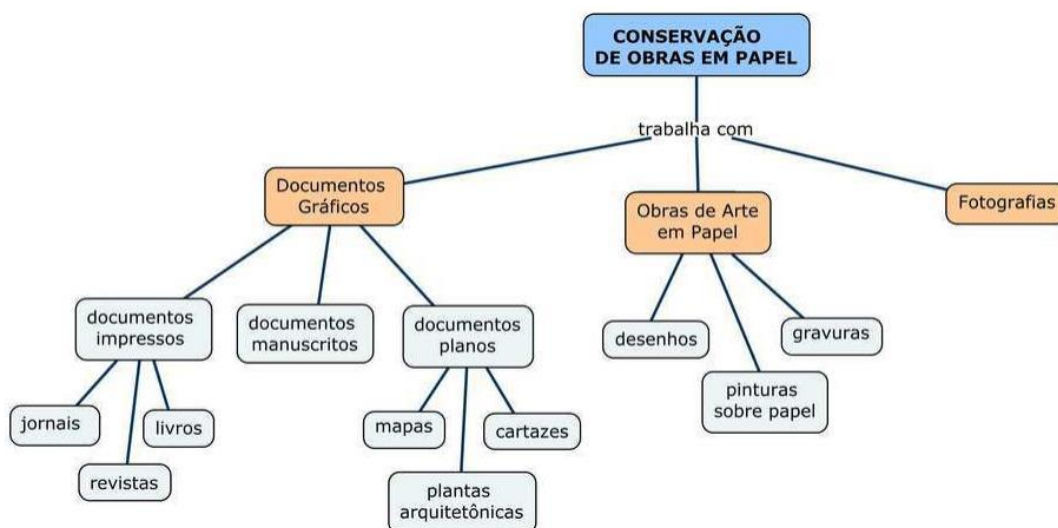 CONSERVAÇÃO
DE OBRAS EM PAPEL
trabalha com
Documentos
Gráficos
Obras de Arte
em Papel
Fotografias
documentos
impressos
documentos
manuscritos
documentos
planos
desenhos
gravuras
pinturas
sobre papel
jornais
livros
revistas
mapas
cartazes
plantas
arquitetônicas